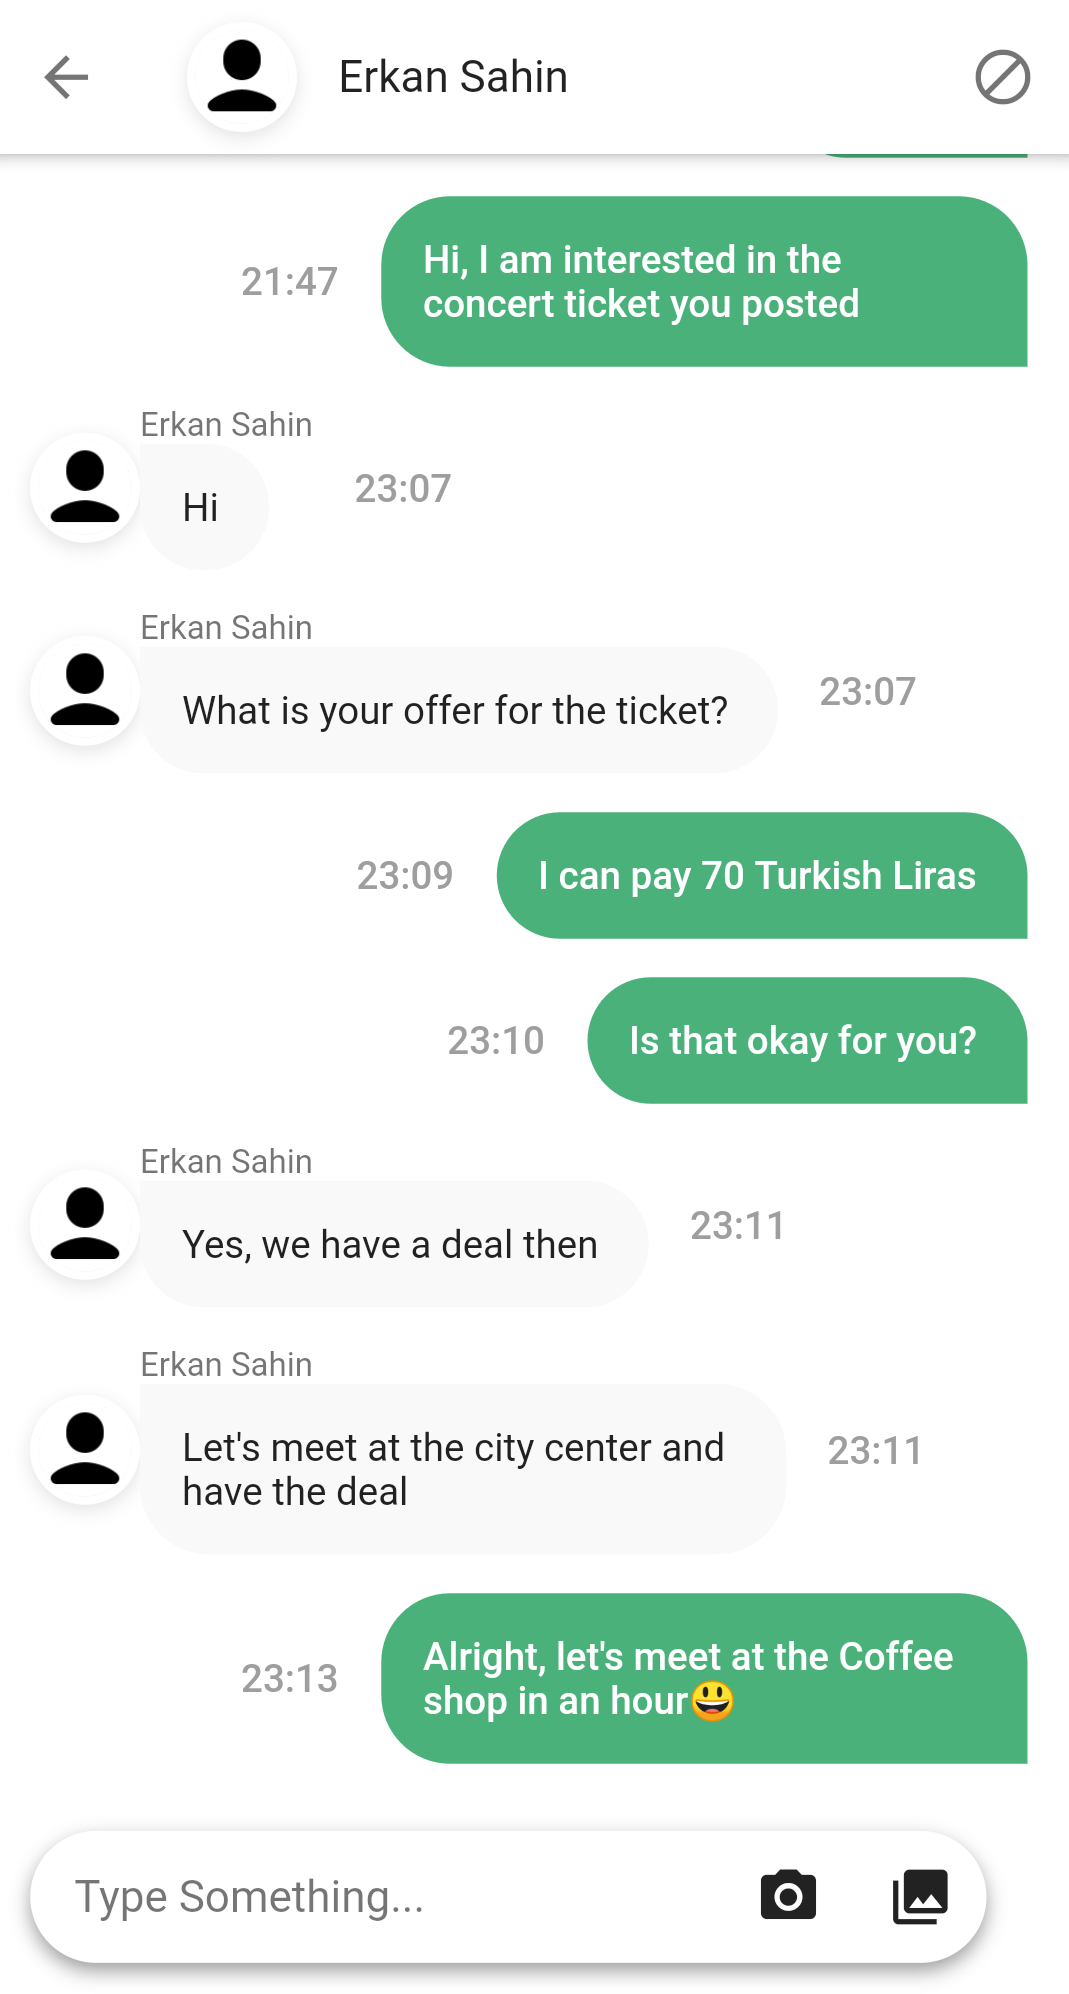 Erkan Sahin
Hi, I am interested in the
concert ticket you posted
21:47
Erkan Sahin
Hi
23:07
Erkan Sahin
What is your offer for the ticket?
23:07
23:09
I can pay 70 Turkish Liras
23:10
Is that okay for you?
Erkan Sahin
Yes, we have a deal then
23:11
Erkan Sahin
Let's meet at the city center and
have the deal
23:11
Alright, let's meet at the Coffee
shop in an hour😃
23:13
Type Something...